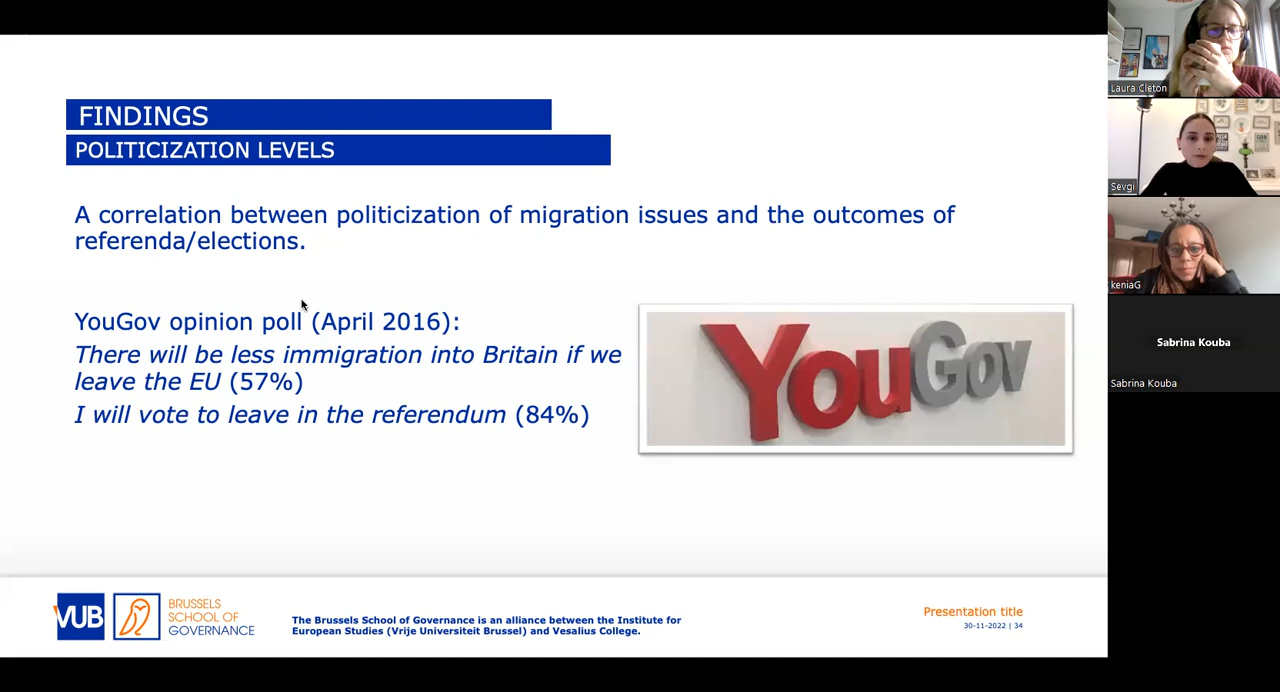 FINDINGS
POLITICIZATION LEVELS
A correlation between politicization of migration issues and the outcomes of
referenda/elections.
YouGov opinion poll (April 2016):
There will be less immigration into Britain if we
leave the EU (57%)
I will vote to leave in the referendum (84%)
YouGov
VUB
BRUSSELS
SCHOOL OF
GOVERNANCE
The Brussels School of Governance is an alliance between the Institute for
European Studies (Vrije Universiteit Brussel) and Vesalius College.
Presentation title
30-11-2022 | 34
Laura Cleton
Sevgi
keniaG
Sabrina Kouba
Sabrina Kouba